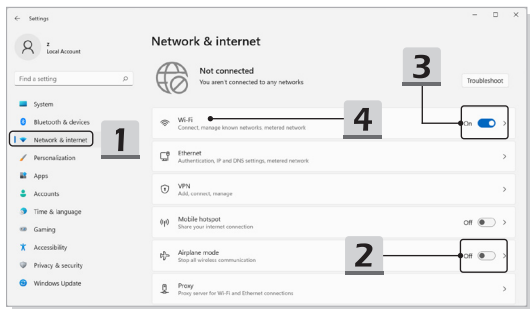 Settings
z
Local Account
Find a setting
System
Bluetooth & devices
Network & internet
Personalization
Apps
Accounts
Time & language
Gaming
Accessibility
Privacy & security
Windows Update
1
Network & internet
Not connected
You aren't connected to any networks
3
Troubleshoot
Wi-Fi
Connect, manage known networks, metered network
4
On
Ethernet
Authentication, IP and DNS settings, metered network
VPN
Add, connect, manage
Mobile hotspot
Share your internet connection
Off
Airplane mode
Stop all wireless communication
2
Off
Proxy
Proxy server for Wi-Fi and Ethernet connections